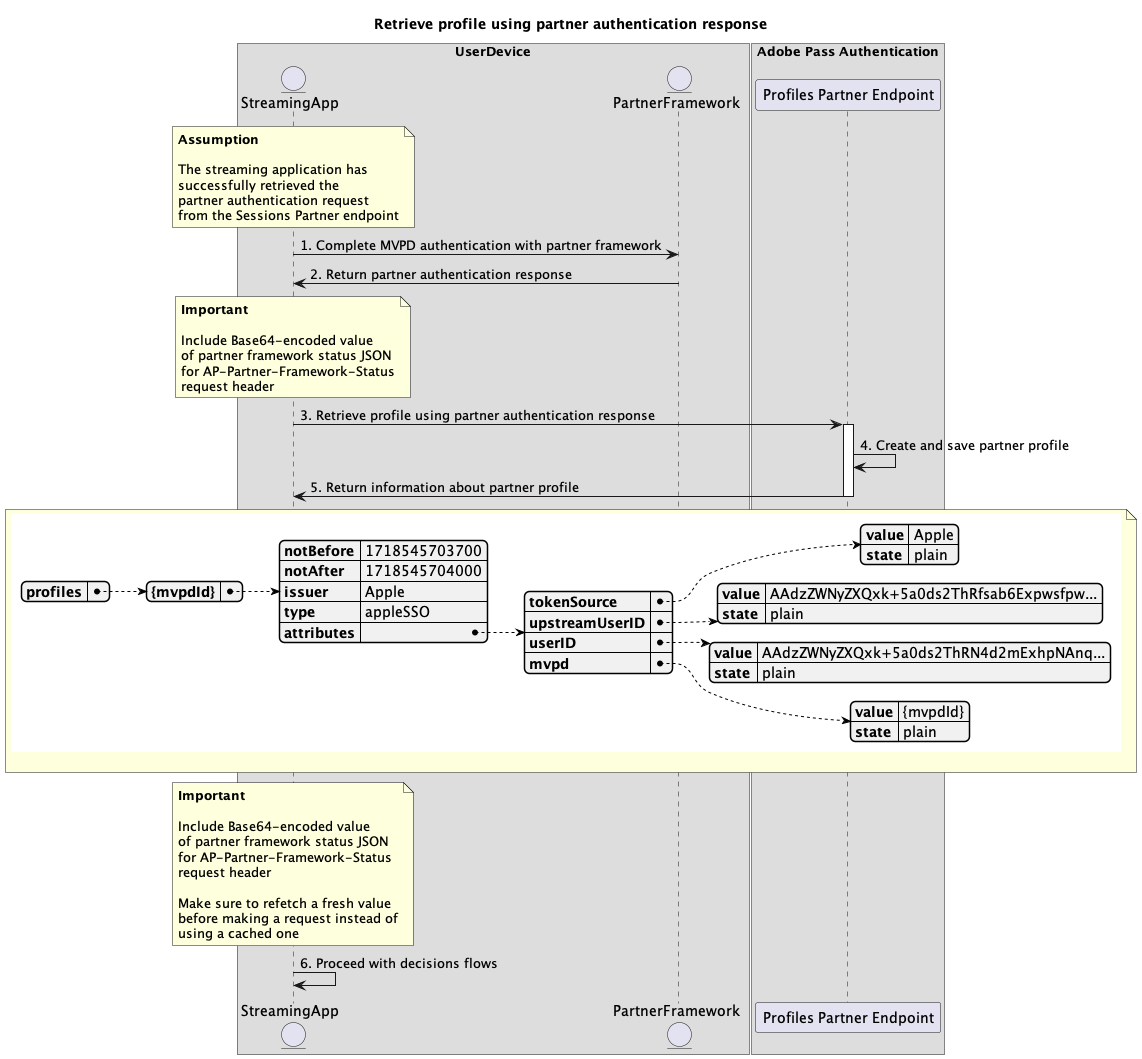 Retrieve profile using partner authentication response
UserDevice
Adobe Pass Authentication
StreamingApp
PartnerFramework
Profiles Partner Endpoint
Assumption
The streaming application has
successfully retrieved the
partner authentication request
from the Sessions Partner endpoint
1. Complete MVPD authentication with partner framework
2. Return partner authentication response
Important
Include Base64-encoded value
of partner framework status JSON
for AP-Partner-Framework-Status
request header
3. Retrieve profile using partner authentication response
4. Create and save partner profile
5. Return information about partner profile
profiles
{mvpdId}
notBefore 1718545703700
notAfter 1718545704000
issuer Apple
type appleSSO
attributes
tokenSource
upstreamUserID
userID
mvpd
value Apple
state plain
value AAdzZWNyZXQxk+5a0ds2ThRfsab6Expwsfpw...
state plain
value AAdzZWNyZXQxk+5a0ds2ThRN4d2mExhpNAnq...
state plain
value {mvpdId}
state plain
Important
Include Base64-encoded value
of partner framework status JSON
for AP-Partner-Framework-Status
request header
Make sure to refetch a fresh value
before making a request instead of
using a cached one
6. Proceed with decisions flows
StreamingApp
PartnerFramework
Profiles Partner Endpoint